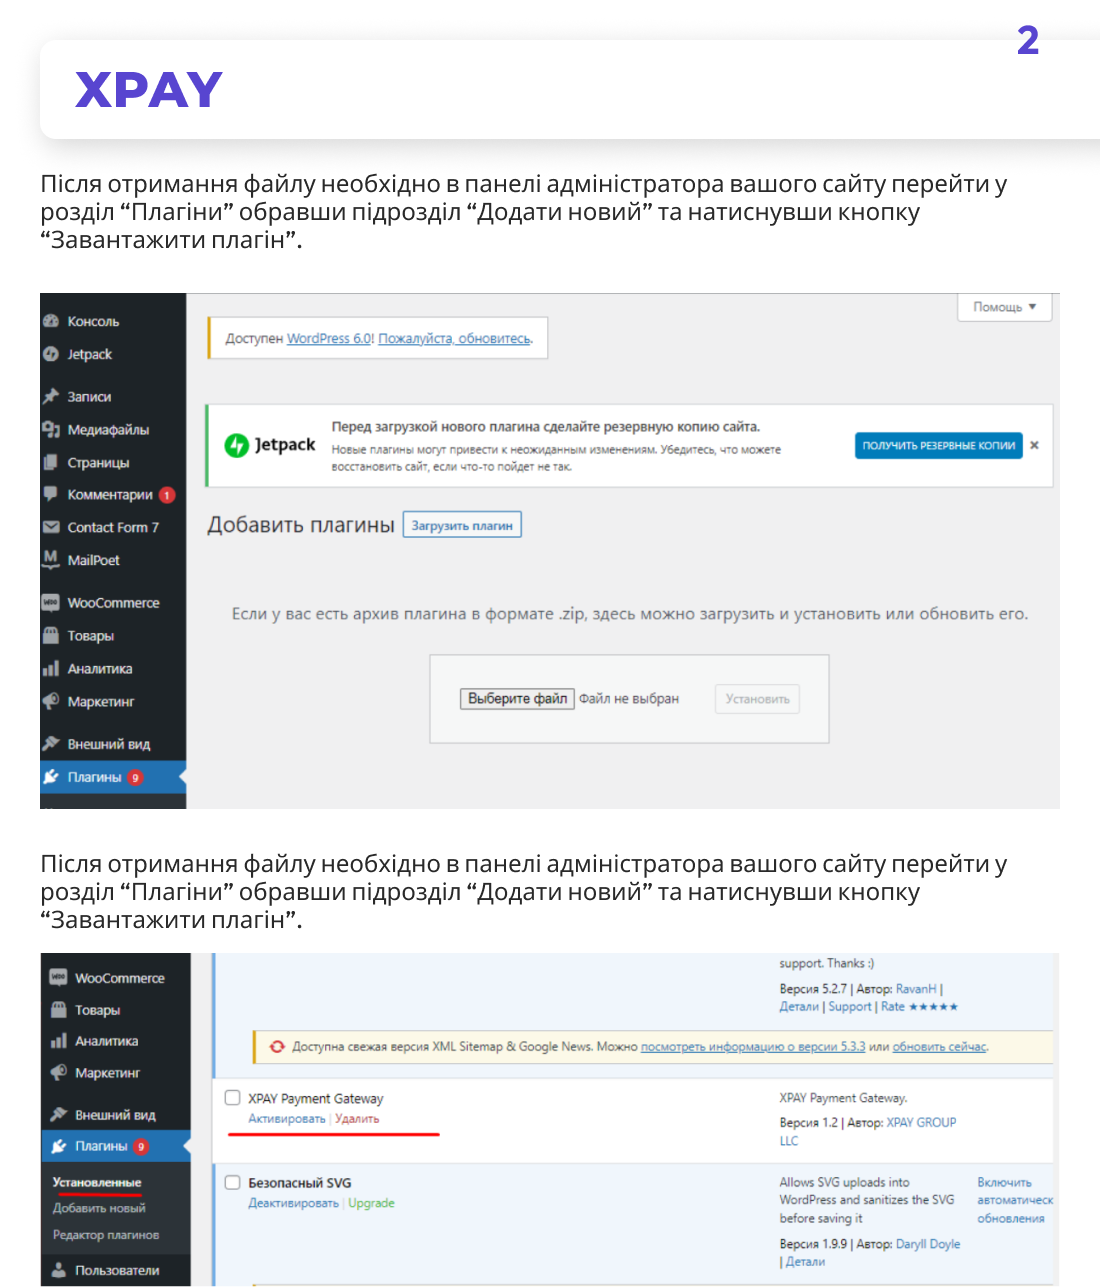 2
XPAY
Після отримання файлу необхідно в панелі адміністратора вашого сайту перейти у
розділ “Плагіни” обравши підрозділ “Додати новий” та натиснувши кнопку
“Завантажити плагін”.
Помощь
Консоль
Jetpack
Записи
Медиафайлы
Страницы
Комментарии 1
Contact Form 7
MailPoet
WooCommerce
Товары
Аналитика
Маркетинг
Внешний вид
Плагины 9
Доступен WordPress 6.0! Пожалуйста, обновитесь.
Jetpack
Перед загрузкой нового плагина сделайте резервную копию сайта.
Новые плагины могут привести к неожиданным изменениям. Убедитесь, что можете
восстановить сайт, если что-то пойдет не так.
ПОЛУЧИТЬ РЕЗЕРВНЫЕ КОПИИ
Добавить плагины Загрузить плагин
Если у вас есть архив плагина в формате .zip, здесь можно загрузить и установить или обновить его.
Выберите файл Файл не выбран Установить
Після отримання файлу необхідно в панелі адміністратора вашого сайту перейти у
розділ “Плагіни” обравши підрозділ “Додати новий” та натиснувши кнопку
“Завантажити плагін”.
WooCommerce
Товары
Аналитика
Маркетинг
Внешний вид
Плагины 9
Установленные
Добавить новый
Редактор плагинов
Пользователи
support. Thanks :)
Версия 5.2.7 | Автор: RavanH |
Детали | Support | Rate ★★★★★
Доступна свежая версия XML Sitemap & Google News. Можно посмотреть информацию о версии 5.3.3 или обновить сейчас.
XPAY Payment Gateway
Активировать | Удалить
XPAY Payment Gateway.
Версия 1.2 | Автор: XPAY GROUP
LLC
Безопасный SVG
Деактивировать | Upgrade
Allows SVG uploads into
WordPress and sanitizes the SVG
before saving it
Версия 1.9.9 | Автор: Daryll Doyle
| Детали
Включить
автоматическ
обновления